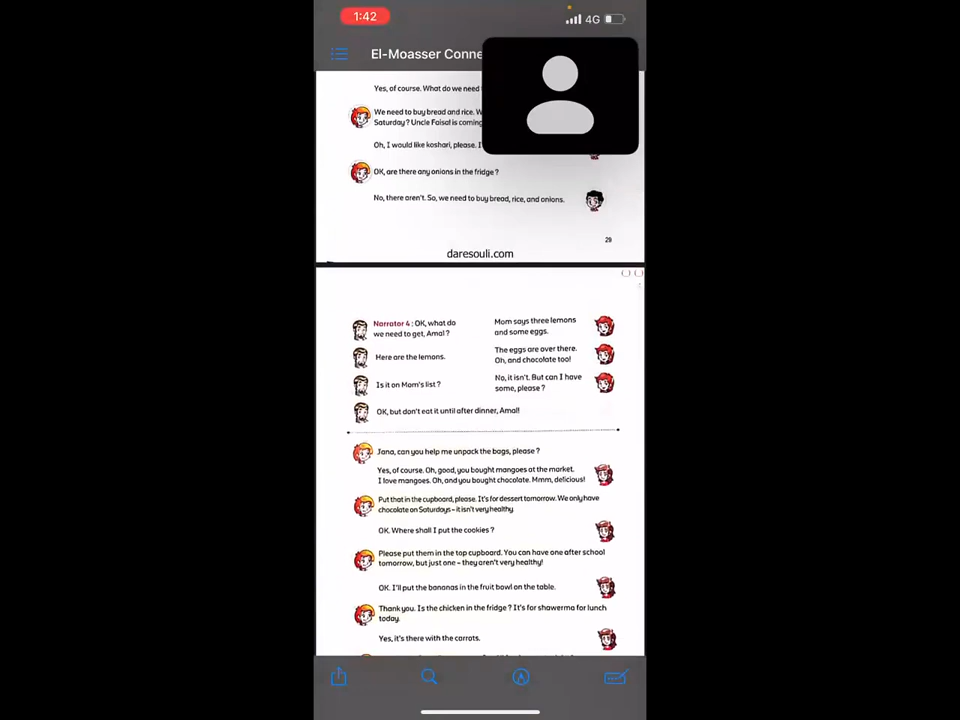 1:42
4G
El-Moasser Conne
Yes, of course. What do we need
We need to buy bread and rice. W
Saturday? Uncle Faisal is coming
Oh, I would like koshari, please. I
OK, are there any onions in the fridge?
No, there aren't. So, we need to buy bread, rice, and onions.
29
daresouli.com
Narrator 4: OK, what do
we need to get, Amal?
Mom says three lemons
and some eggs.
Here are the lemons.
The eggs are over there.
Oh, and chocolate too!
Is it on Mom's list?
No, it isn't. But can I have
some, please?
OK, but don't eat it until after dinner, Amal!
Jana, can you help me unpack the bags, please?
Yes, of course. Oh, good, you bought mangoes at the market.
I love mangoes. Oh, and you bought chocolate. Mmm, delicious!
Put that in the cupboard, please. It's for dessert tomorrow. We only have
chocolate on Saturdays – it isn't very healthy.
OK. Where shall I put the cookies?
Please put them in the top cupboard. You can have one after school
tomorrow, but just one – they aren't very healthy!
OK. I'll put the bananas in the fruit bowl on the table.
Thank you. Is the chicken in the fridge? It's for shawerma for lunch
today.
Yes, it's there with the carrots.